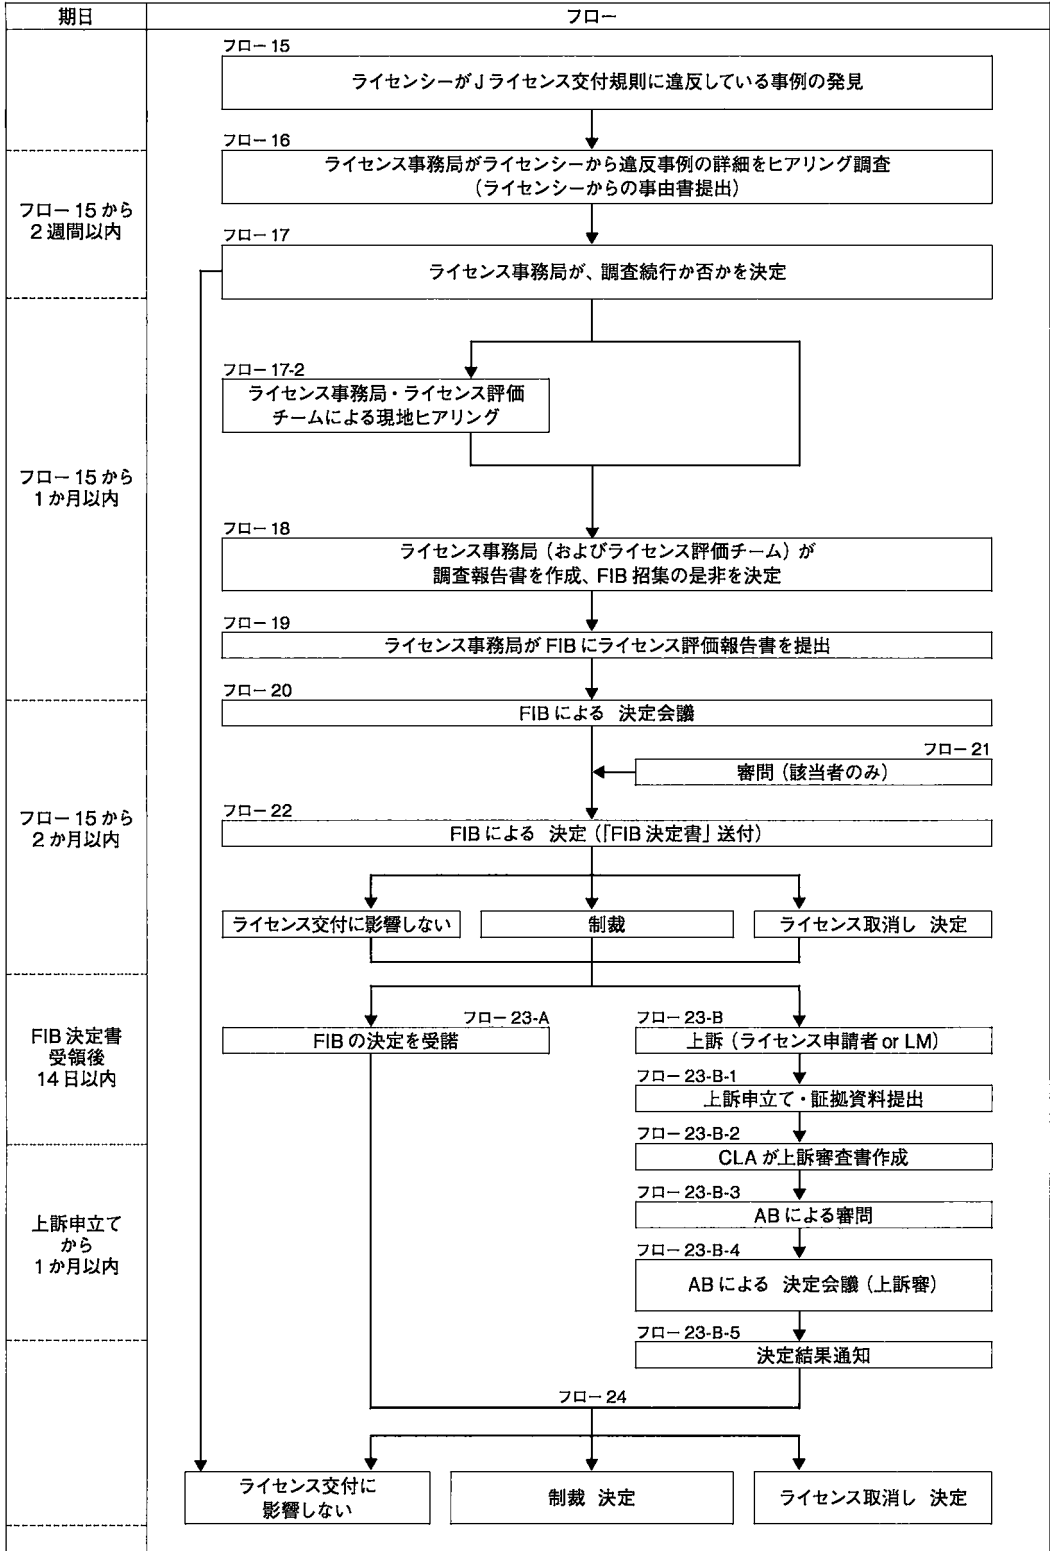 期日
フロー
フロー15
ライセンシーがJライセンス交付規則に違反している事例の発見
フロー15から
2週間以内
フロー16
ライセンス事務局がライセンシーから違反事例の詳細をヒアリング調査
(ライセンシーからの事由書提出)
フロー17
ライセンス事務局が、調査続行か否かを決定
フロー15から
1か月以内
フロー17-2
ライセンス事務局・ライセンス評価
チームによる現地ヒアリング
フロー18
ライセンス事務局(およびライセンス評価チーム)が
調査報告書を作成、FIB招集の是非を決定
フロー19
ライセンス事務局がFIBにライセンス評価報告書を提出
フロー15から
2か月以内
フロー20
FIBによる 決定会議
フロー21
審問(該当者のみ)
フロー22
FIBによる 決定(「FIB決定書」送付)
ライセンス交付に影響しない
制裁
ライセンス取消し 決定
FIB決定書
受領後
14日以内
フロー23-A
FIBの決定を受諾
フロー23-B
上訴(ライセンス申請者 or LM)
フロー23-B-1
上訴申立て・証拠資料提出
上訴申立て
から
1か月以内
フロー23-B-2
CLAが上訴審査書作成
フロー23-B-3
ABによる審問
フロー23-B-4
ABによる 決定会議(上訴審)
フロー23-B-5
決定結果通知
フロー24
ライセンス交付に
影響しない
制裁 決定
ライセンス取消し 決定